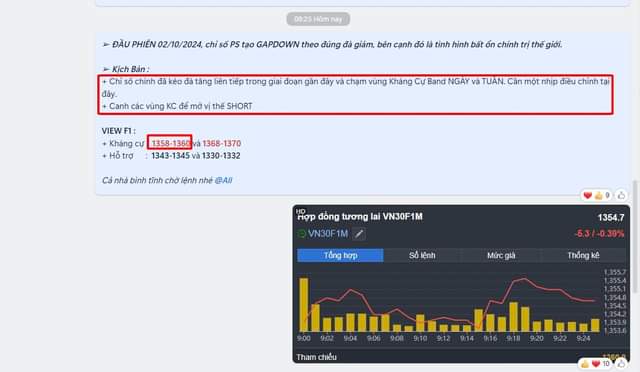 08:25 Hôm nay
➢ ĐẦU PHIÊN 02/10/2024, chỉ số PS tạo GAPDOWN theo đúng đà giảm, bên cạnh đó là tình hình bất ổn chính trị thế giới.
➢ Kịch Bản :
+ Chỉ số chính đã kéo đà tăng liên tiếp trong giai đoạn gần đây và chạm vùng Kháng Cự Band NGAY và TUẦN. Cần một nhịp điều chỉnh tại
đây.
+ Canh các vùng KC để mở vị thế SHORT
VIEW F1 :
+ Kháng cự : 1358-1360 và 1368-1370
+ Hỗ trợ : 1343-1345 và 1330-1332
Cả nhà bình tĩnh chờ lệnh nhé @All
9
HD
Hợp đồng tương lai VN30F1M 1354.7
VN30F1M -5.3 / -0.39%
Tổng hợp Sổ lệnh Mức giá Thống kê
1,355.7
1,355.4
1,355.1
1,354.8
1,354.5
1,354.2
1,353.9
1,353.6
9:00 9:02 9:04 9:06 9:08 9:10 9:12 9:14 9:16 9:18 9:20 9:22 9:24
Tham chiếu
10